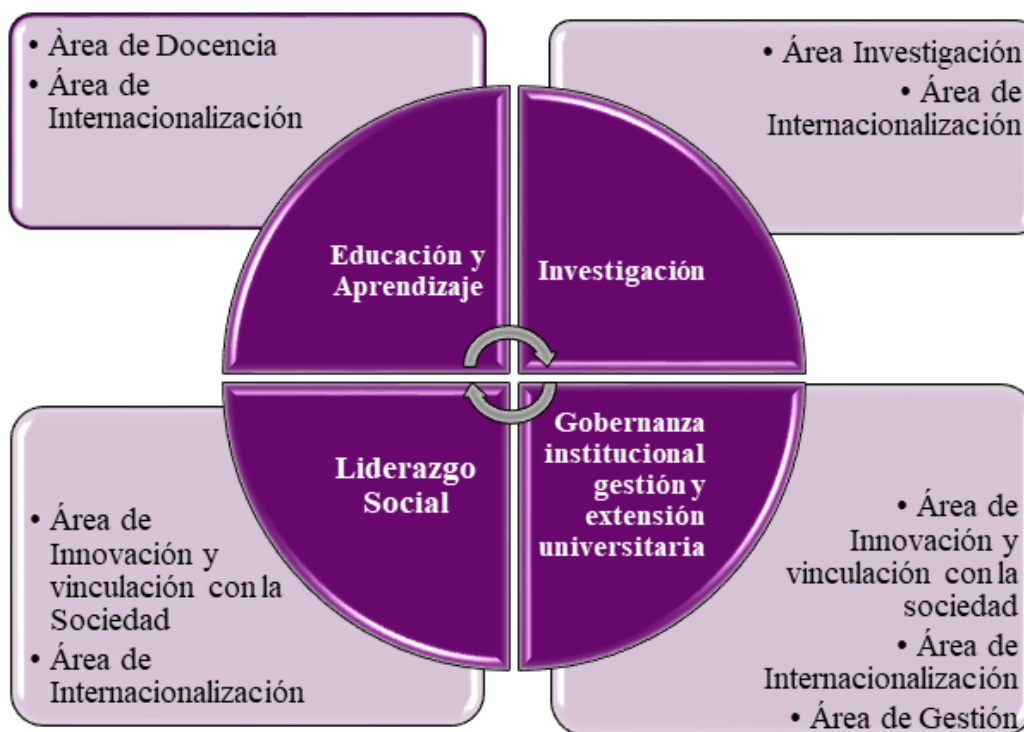 • Àrea de Docencia
• Área de
Internacionalización
• Área Investigación
• Área de
Internacionalización
Educación y
Aprendizaje
Investigación
Liderazgo
Social
Gobernanza
institucional
gestión y
extensión
universitaria
• Área de
Innovación y
vinculación con la
Sociedad
• Área de
Internacionalización
• Área de
Innovación y
vinculación con la
sociedad
• Área de
Internacionalización
• Área de Gestión